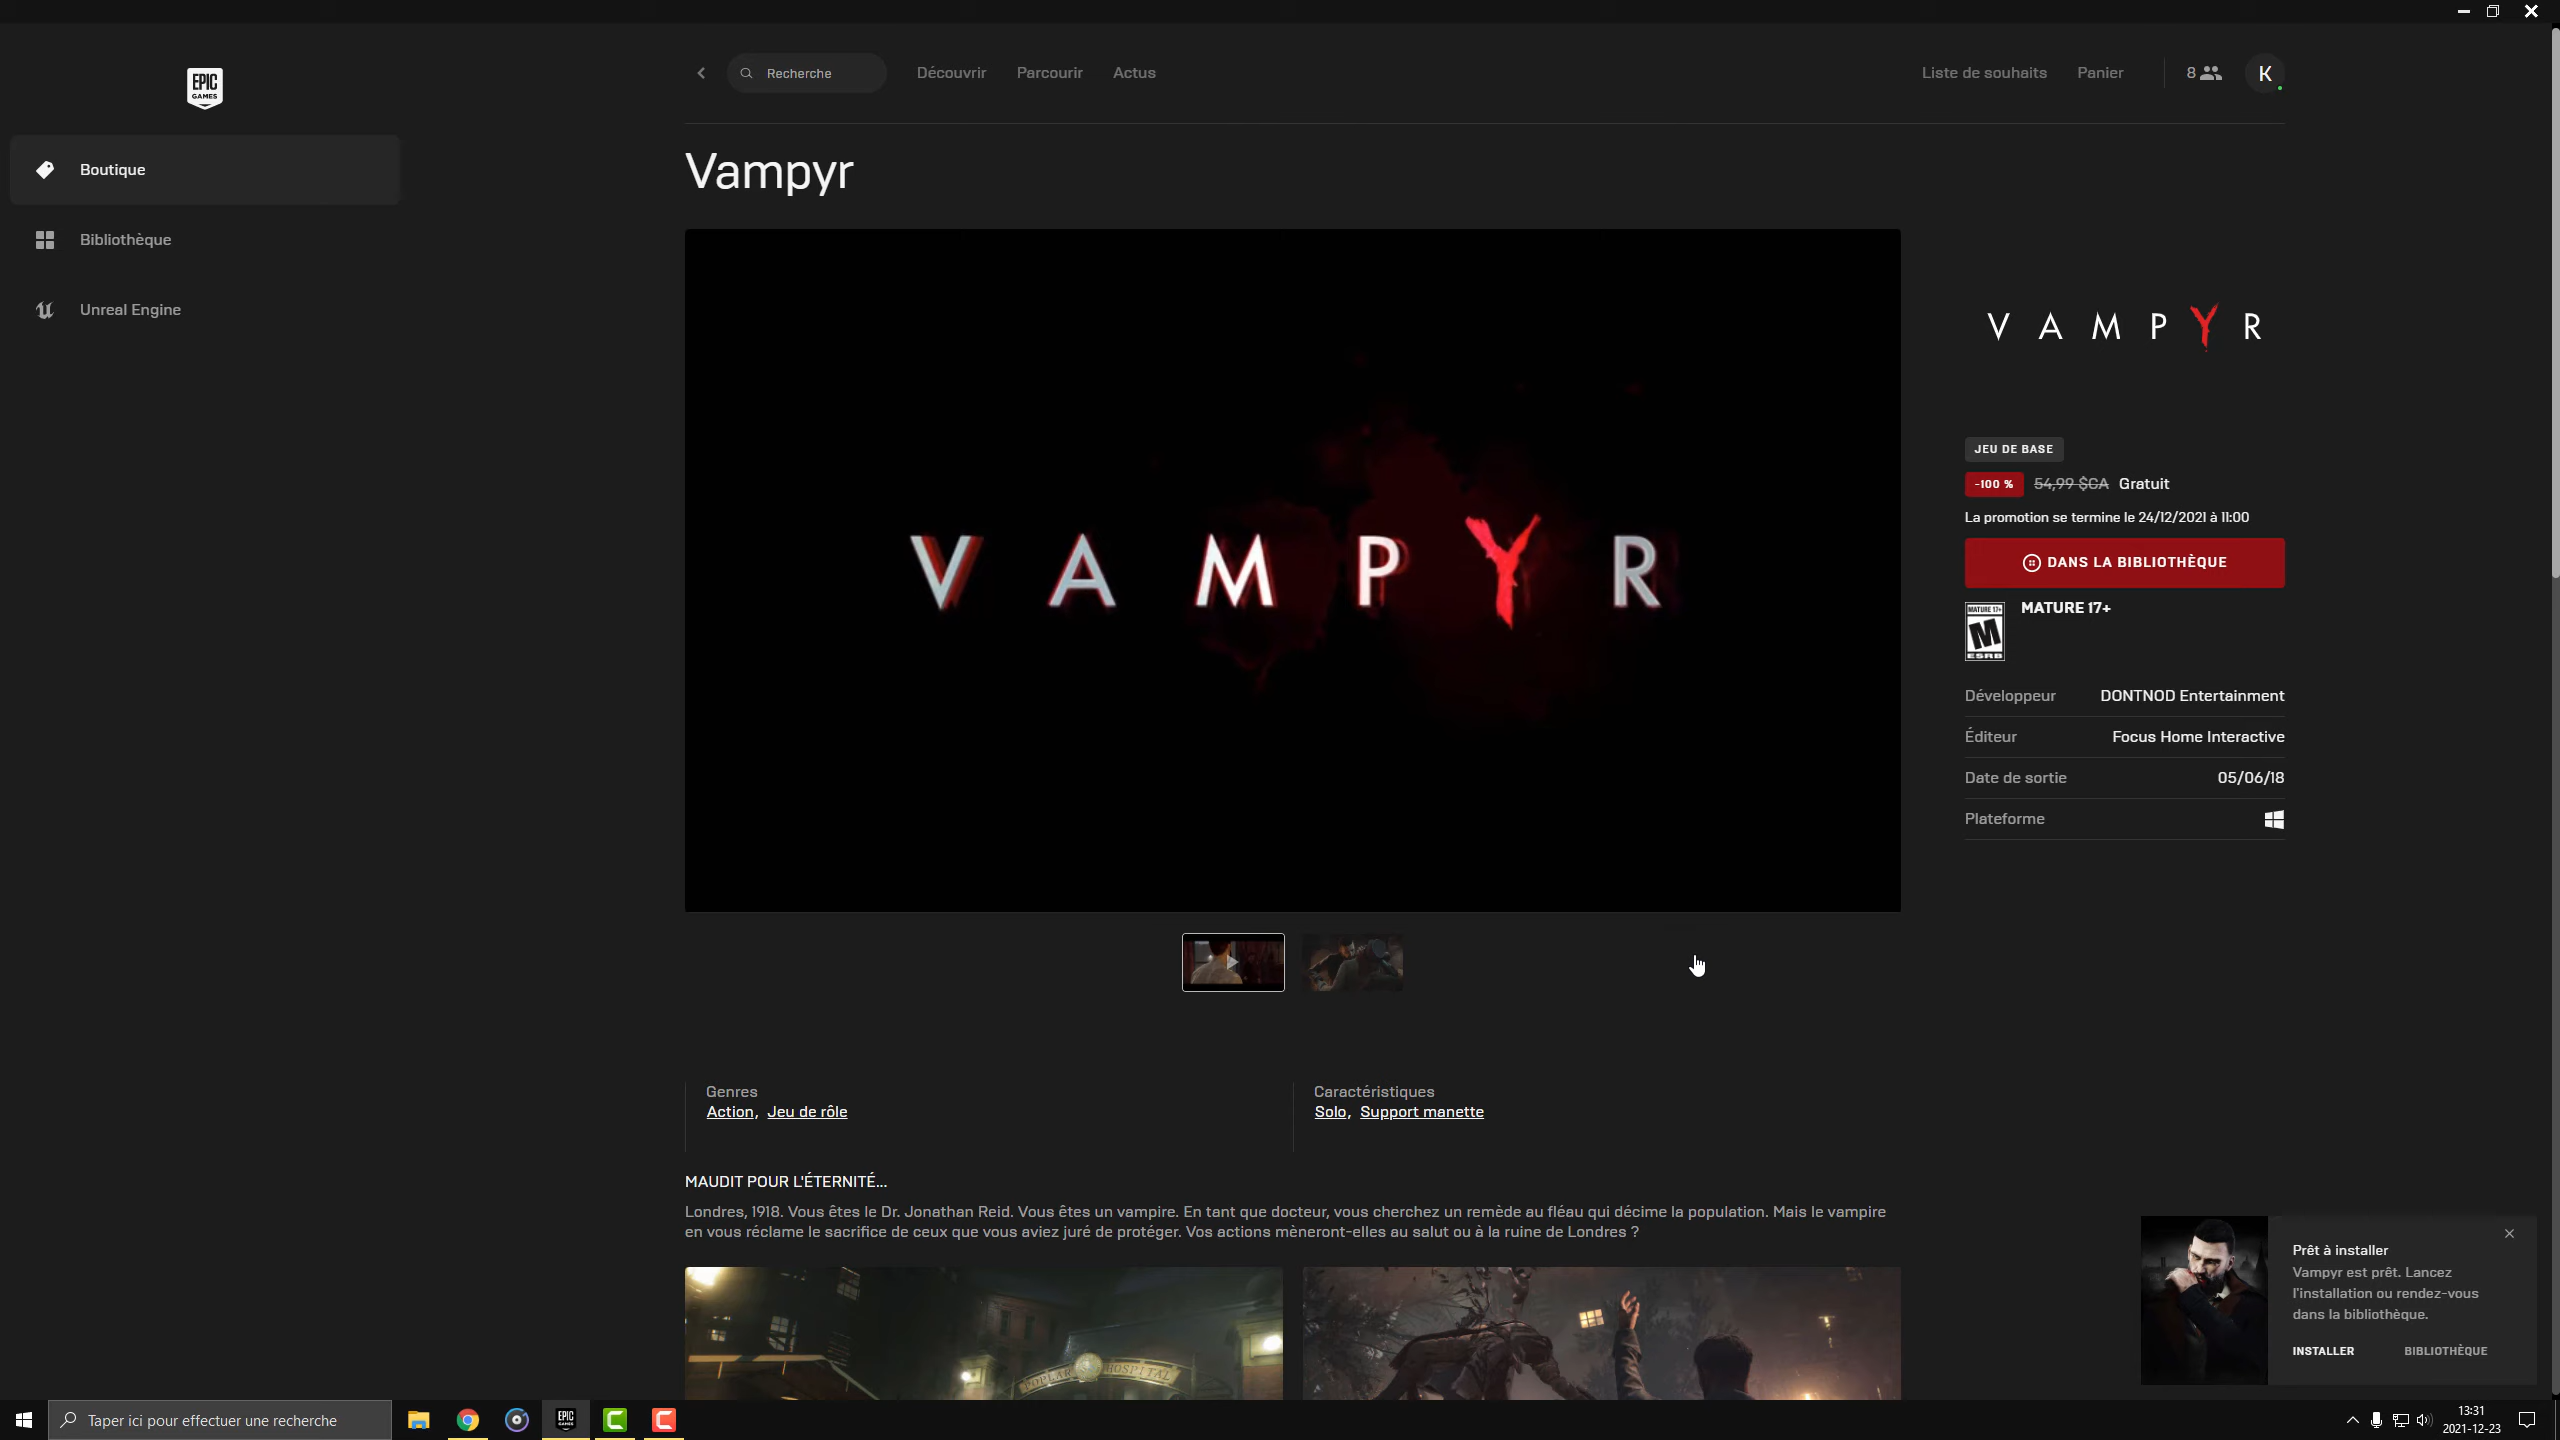 EPIC
GAMES
Recherche
Découvrir
Parcourir
Actus
Liste de souhaits
Panier
8
K
Boutique
Bibliothèque
Unreal Engine
Vampyr
VAMPYR
VAMPYR
JEU DE BASE
-100 % 54,99 $CA Gratuit
La promotion se termine le 24/12/2021 à 11:00
DANS LA BIBLIOTHÈQUE
MATURE 17+
M
ESRB
MATURE 17+
Développeur DONTNOD Entertainment
Éditeur Focus Home Interactive
Date de sortie 05/06/18
Plateforme
Genres
Action, Jeu de rôle
Caractéristiques
Solo, Support manette
MAUDIT POUR L'ÉTERNITÉ...
Londres, 1918. Vous êtes le Dr. Jonathan Reid. Vous êtes un vampire. En tant que docteur, vous cherchez un remède au fléau qui décime la population. Mais le vampire
en vous réclame le sacrifice de ceux que vous aviez juré de protéger. Vos actions mèneront-elles au salut ou à la ruine de Londres ?
POPLAR HOSPITAL
Prêt à installer
Vampyr est prêt. Lancez
l'installation ou rendez-vous
dans la bibliothèque.
INSTALLER BIBLIOTHÈQUE
Taper ici pour effectuer une recherche
EPIC
GAMES
13:31
2021-12-23